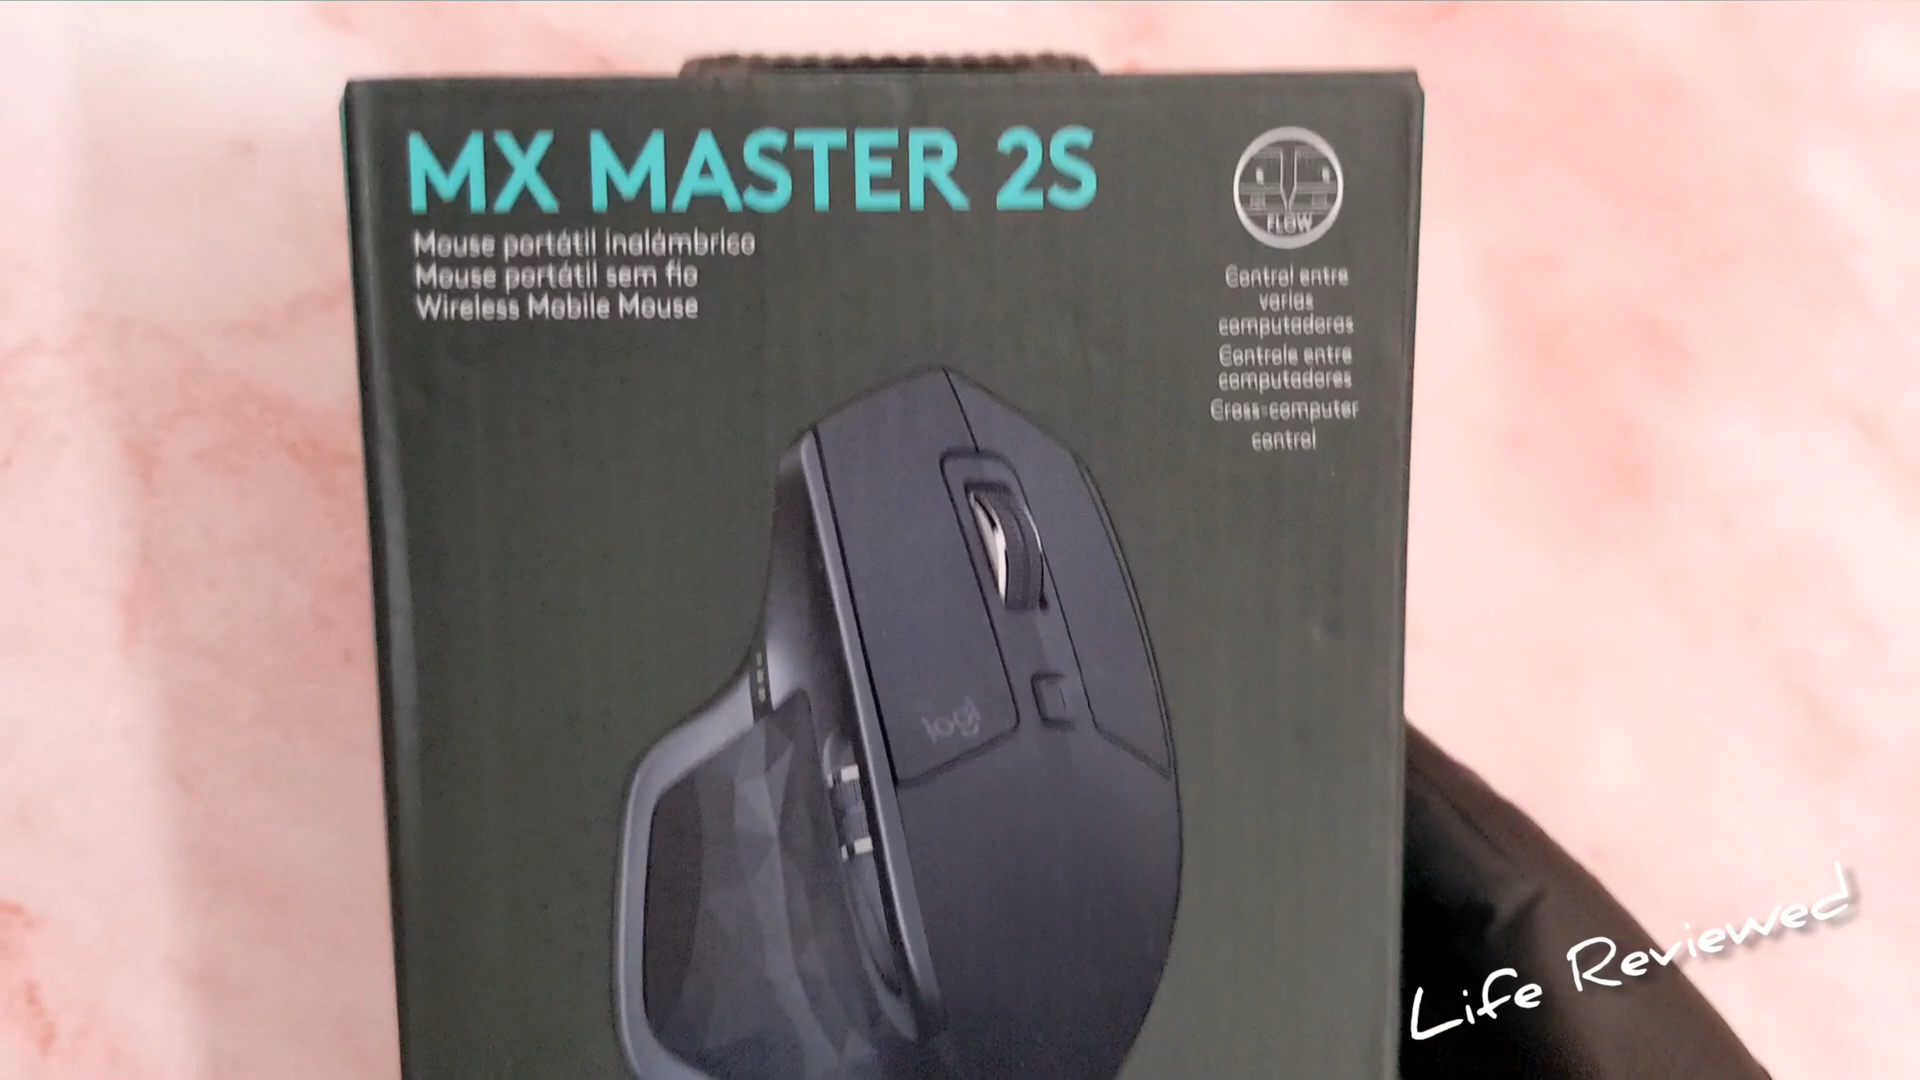 MX MASTER 2S
Mouse portátil inalámbrico
Mouse portátil sem fio
Wireless Mobile Mouse
FLOW
Control entre
varias
computadoras
Controle entre
computadores
Cross-computer
control
logi
Life Reviewed